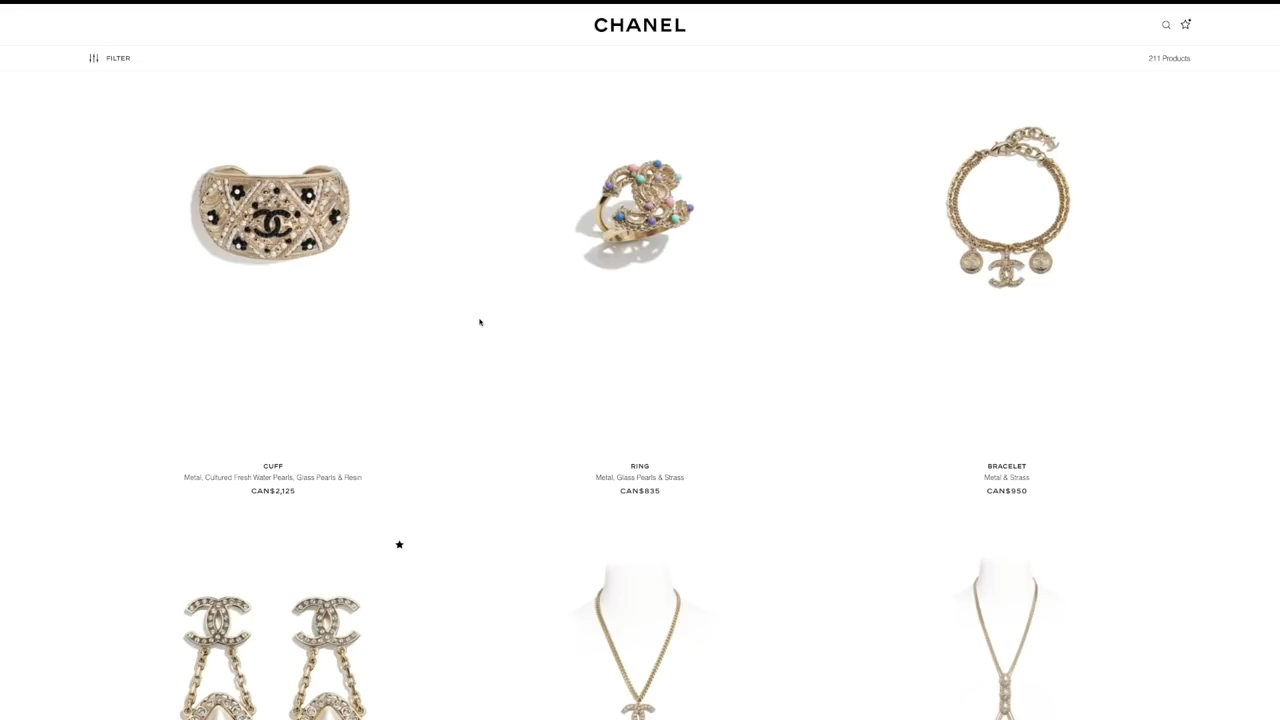 CHANEL
FILTER
211 Products
CUFF
Metal, Cultured Fresh Water Pearls, Glass Pearls & Resin
CAN$2,125
RING
Metal, Glass Pearls & Strass
CAN$835
BRACELET
Metal & Strass
CAN$950